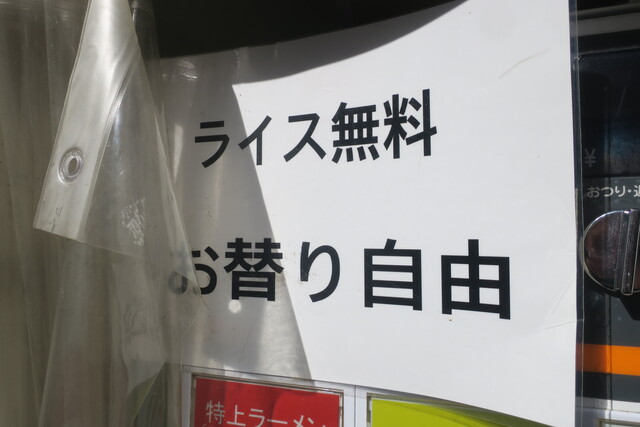 ライス無料
お替り自由
¥
おつり・
特上ラーメン